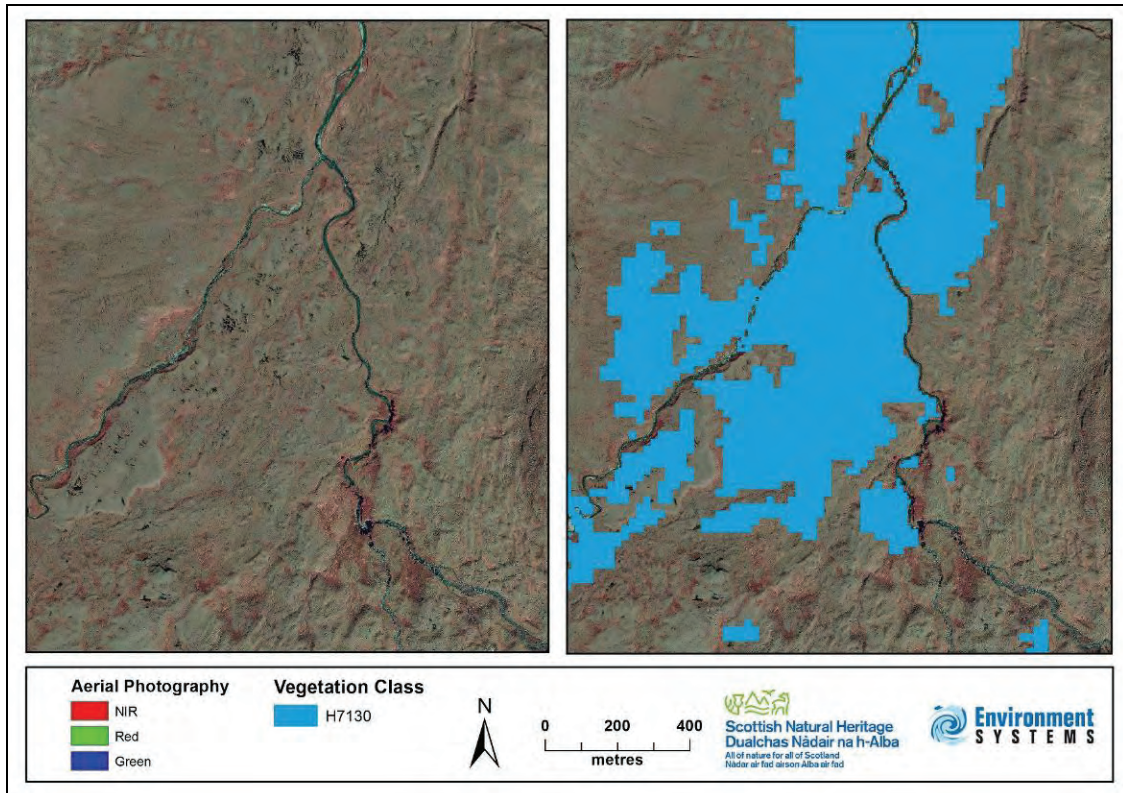 Aerial Photography
NIR
Red
Green
Vegetation Class
H7130
N
0 200 400
metres
Scottish Natural Heritage
Dualchas Nàdair na h-Alba
All of nature for all of Scotland
Nàdar air fad airson Alba air fad
Environment
SYSTEMS